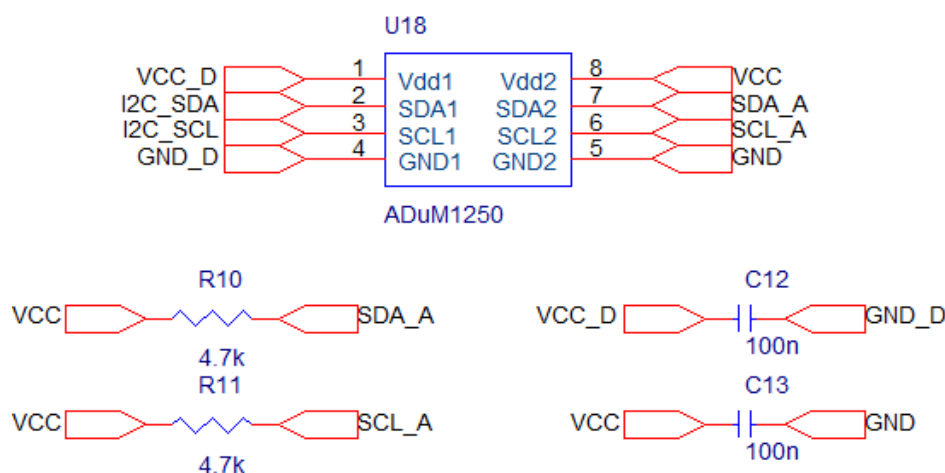 U18
VCC_D 1 Vdd1 Vdd2 8 VCC
I2C_SDA 2 SDA1 SDA2 7 SDA_A
I2C_SCL 3 SCL1 SCL2 6 SCL_A
GND_D 4 GND1 GND2 5 GND
ADuM1250
R10 C12
VCC SDA_A VCC_D GND_D
4.7k 100n
R11 C13
VCC SCL_A VCC GND
4.7k 100n